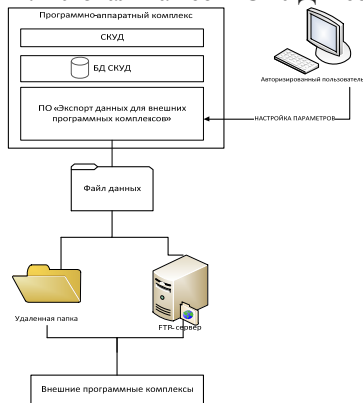 Программно-аппаратный комплекс
СКУД
БД СКУД
Авторизированный пользователь
ПО «Экспорт данных для внешних
программных комплексов»
НАСТРОЙКА ПАРАМЕТРОВ
Файл данных
Удаленная папка
FTP- сервер
Внешние программные комплексы